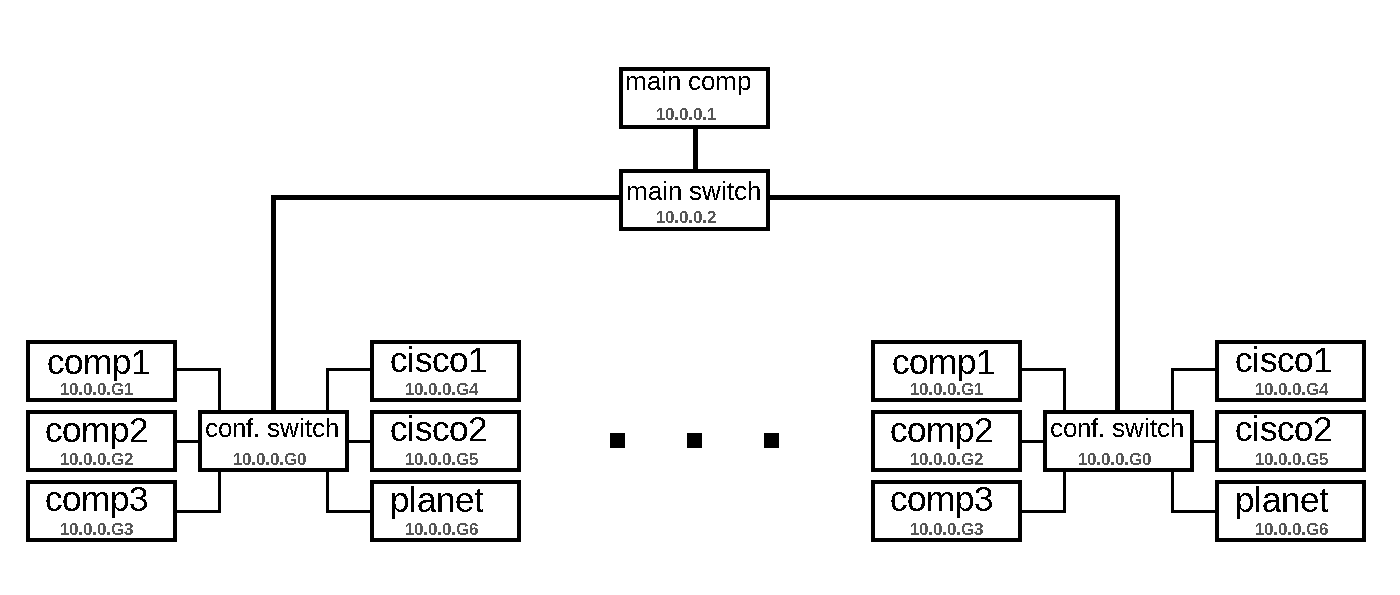 main comp
10.0.0.1
main switch
10.0.0.2
comp1
10.0.0.G1
comp2
10.0.0.G2
comp3
10.0.0.G3
conf. switch
10.0.0.G0
cisco1
10.0.0.G4
cisco2
10.0.0.G5
planet
10.0.0.G6
comp1
10.0.0.G1
comp2
10.0.0.G2
comp3
10.0.0.G3
conf. switch
10.0.0.G0
cisco1
10.0.0.G4
cisco2
10.0.0.G5
planet
10.0.0.G6